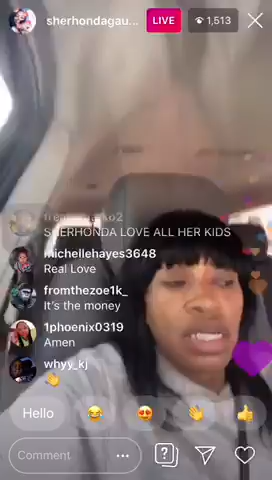 sherhondagau...
LIVE
1,513
SHERHONDA LOVE ALL HER KIDS
michellehayes3648
Real Love
fromthezoe1k_
It's the money
1phoenix0319
Amen
whyy_kj
👏
Hello
Comment